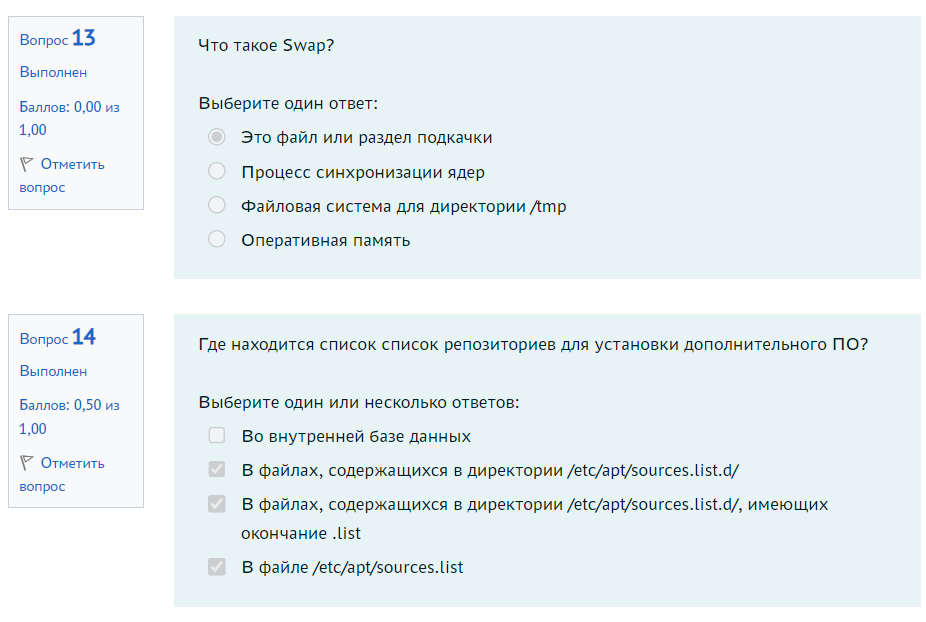 Вопрос 13
Выполнен
Баллов: 0,00 из
1,00
Отметить
вопрос
Что такое Swap?
Выберите один ответ:
Это файл или раздел подкачки
Процесс синхронизации ядер
Файловая система для директории /tmp
Оперативная память
Вопрос 14
Выполнен
Баллов: 0,50 из
1,00
Отметить
вопрос
Где находится список список репозиториев для установки дополнительного ПО?
Выберите один или несколько ответов:
Во внутренней базе данных
В файлах, содержащихся в директории /etc/apt/sources.list.d/
В файлах, содержащихся в директории /etc/apt/sources.list.d/, имеющих
окончание .list
В файле /etc/apt/sources.list